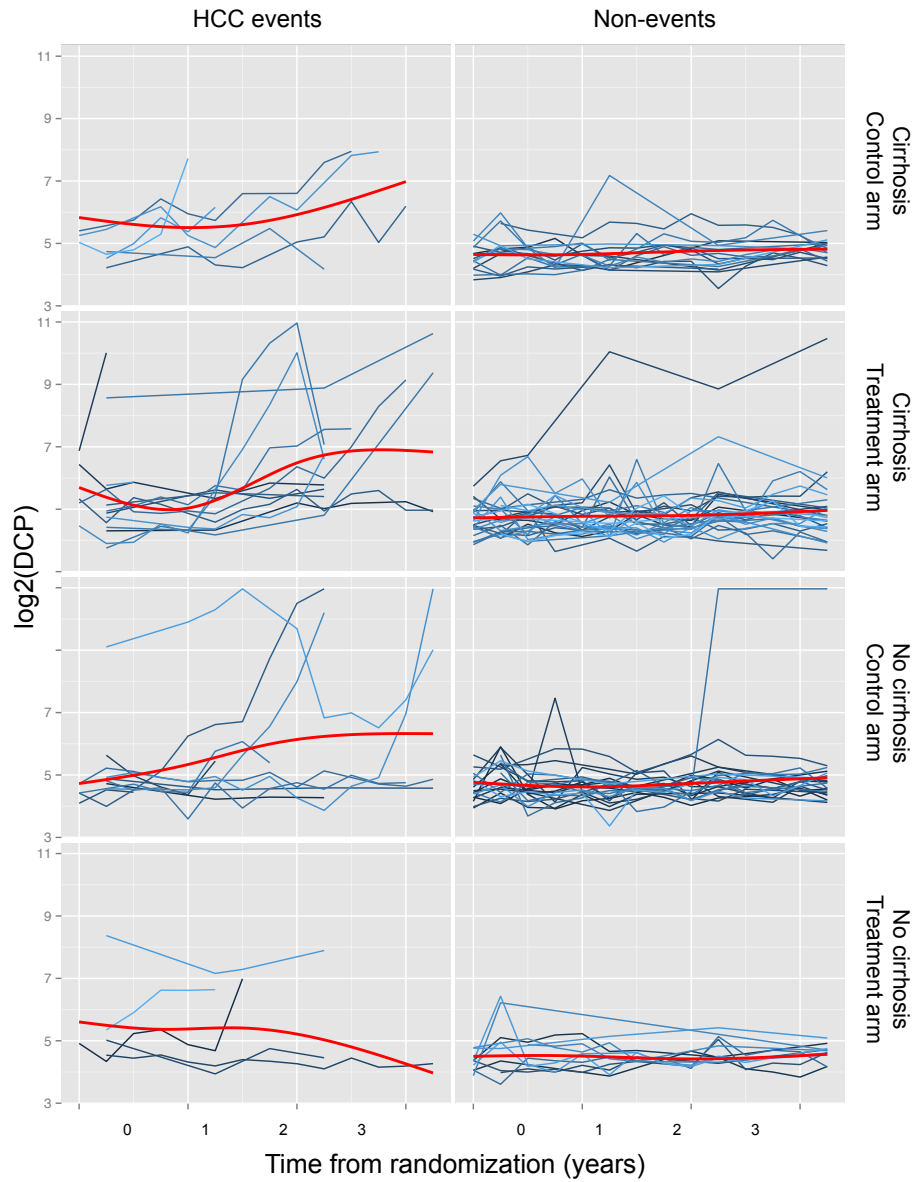 HCC events Non-events
11
9
7
5
3
Cirrhosis
Control arm
11
9
7
Cirrhosis
Treatment arm
log2(DCP)
7
5
3
No cirrhosis
Control arm
11
9
7
5
3
No cirrhosis
Treatment arm
0 1 2 3 0 1 2 3
Time from randomization (years)